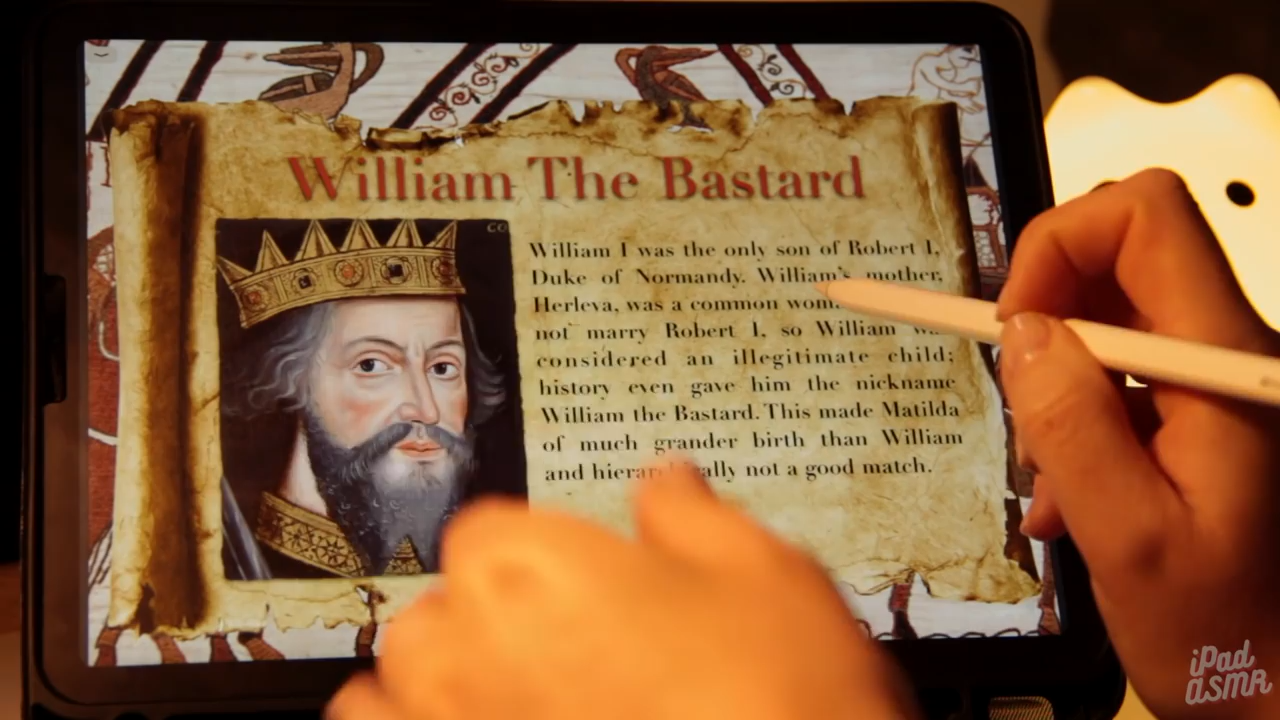 William The Bastard
CO
William I was the only son of Robert I,
Duke of Normandy. William's mother,
Herleva, was a common
not marry Robert I, so William
considered an illegitimate child;
history even gave him the nickname
William the Bastard. This made Matilda
of much grander birth than William
and not a good match.
iPad
ASMR